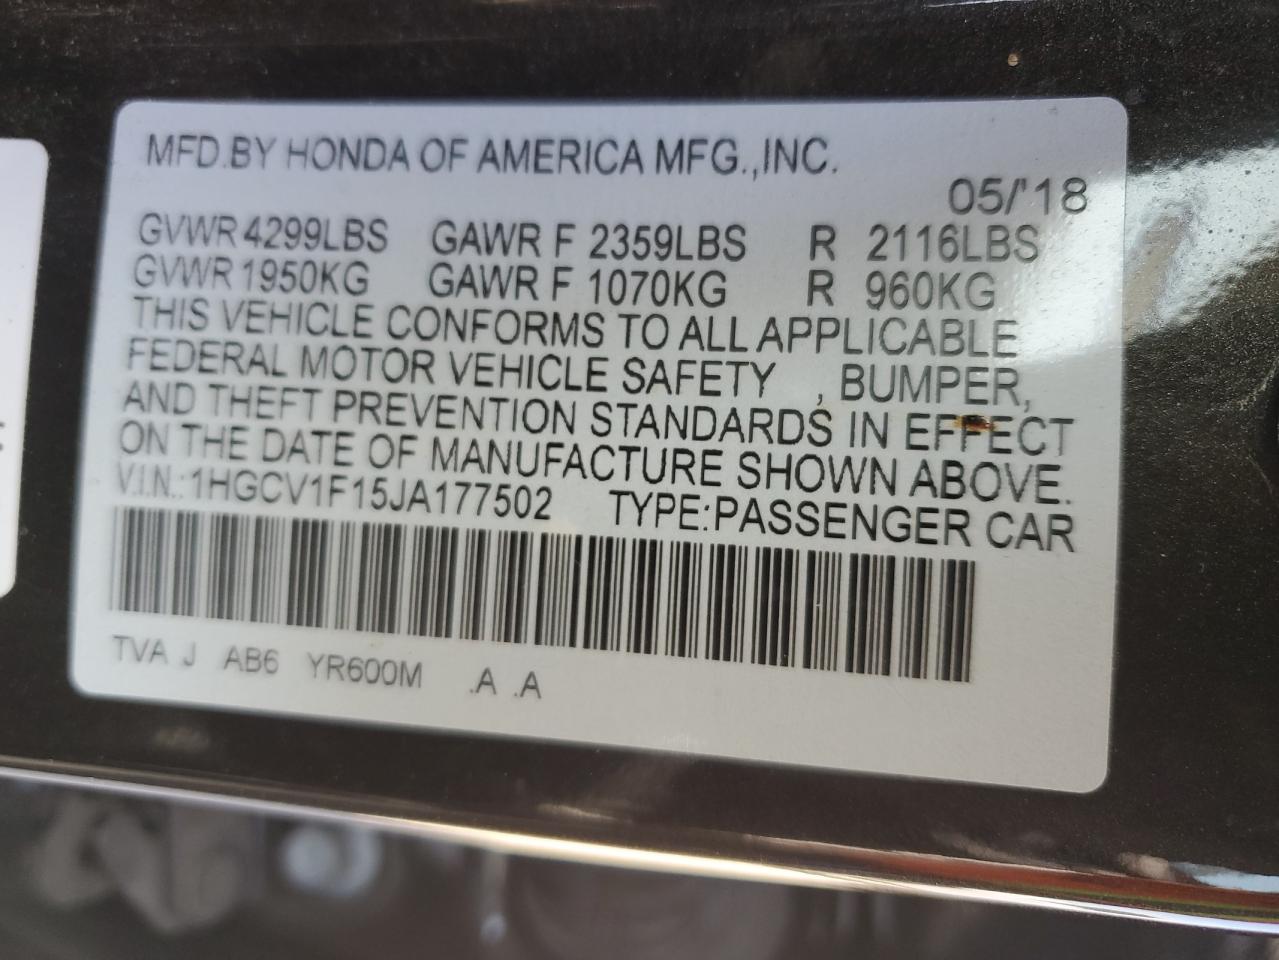 MFD.BY HONDA OF AMERICA MFG.,INC.
05/'18
GVWR 4299LBS GAWR F 2359LBS R 2116LBS
GVWR 1950KG GAWR F 1070KG R 960KG
THIS VEHICLE CONFORMS TO ALL APPLICABLE
FEDERAL MOTOR VEHICLE SAFETY , BUMPER,
AND THEFT PREVENTION STANDARDS IN EFFECT
ON THE DATE OF MANUFACTURE SHOWN ABOVE.
V.I.N.:1HGCV1F15JA177502 TYPE:PASSENGER CAR
TVA J AB6 YR600M .A .A